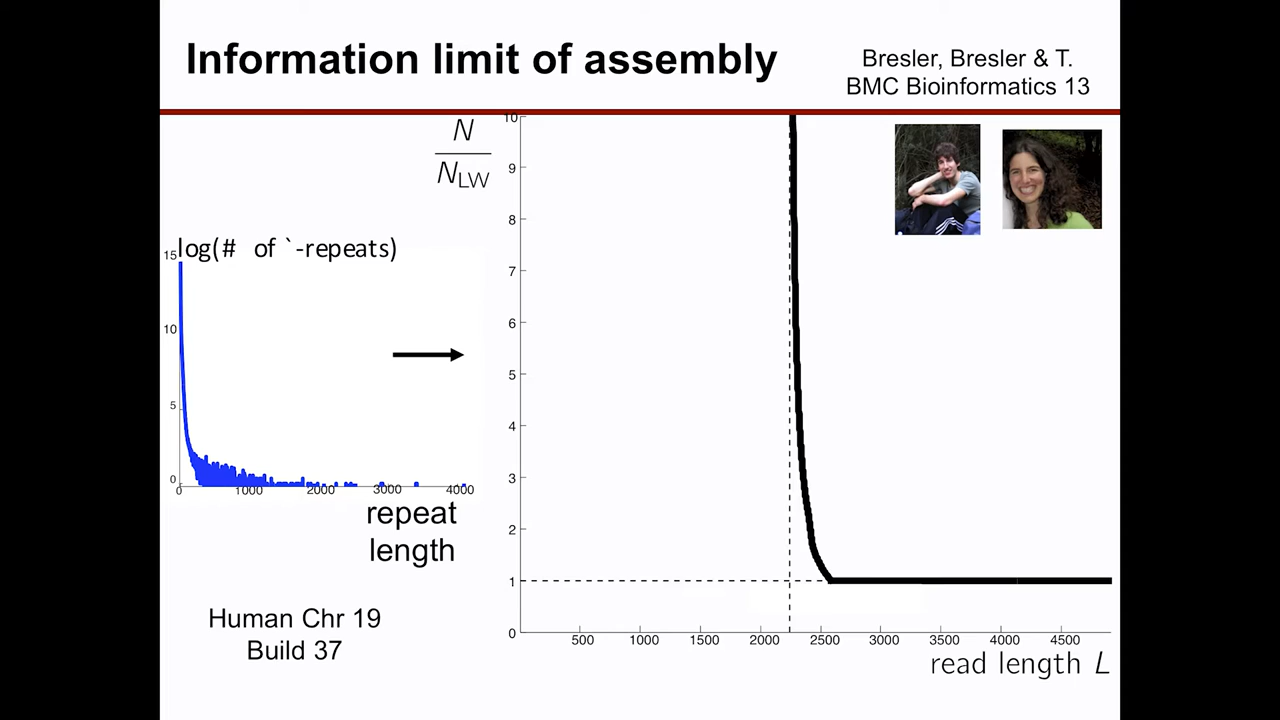 Information limit of assembly
Bresler, Bresler & T.
BMC Bioinformatics 13
N
N_LW
10
9
8
7
6
5
4
3
2
1
0
500 1000 1500 2000 2500 3000 3500 4000 4500
read length L
log(# of `-repeats)
15
10
5
0
0 1000 2000 3000 4000
repeat
length
Human Chr 19
Build 37